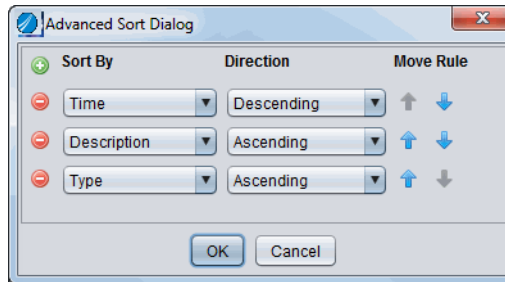 Advanced Sort Dialog
Sort By Direction Move Rule
Time Descending
Description Ascending
Type Ascending
OK Cancel